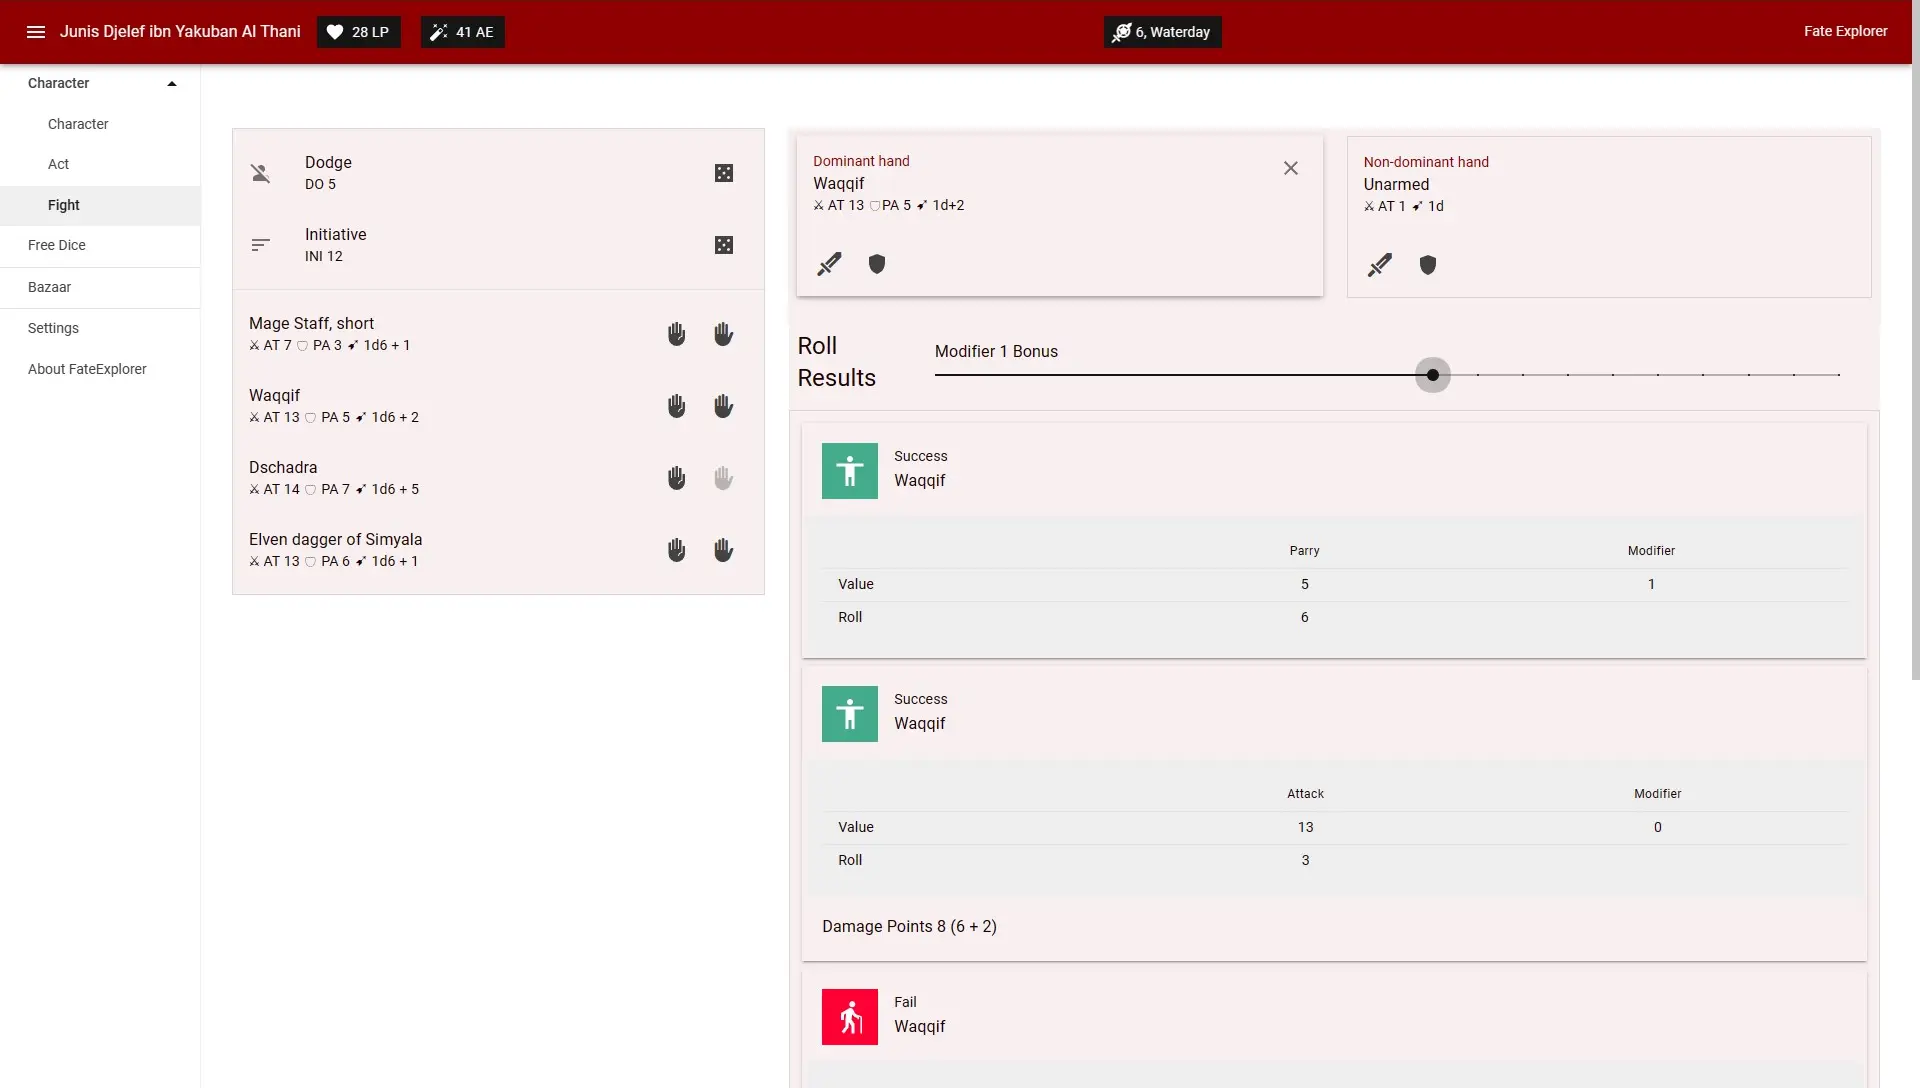 Junis Djelef ibn Yakuban Al Thani
28 LP
41 AE
6, Waterday
Fate Explorer
Character
Character
Act
Fight
Free Dice
Bazaar
Settings
About FateExplorer
Dodge
DO 5
Initiative
INI 12
Mage Staff, short
AT 7 PA 3 1d6 + 1
Waqqif
AT 13 PA 5 1d6 + 2
Dschadra
AT 14 PA 7 1d6 + 5
Elven dagger of Simyala
AT 13 PA 6 1d6 + 1
Dominant hand
Waqqif
AT 13 PA 5 1d+2
Non-dominant hand
Unarmed
AT 1 1d
Roll
Results
Modifier 1 Bonus
Success
Waqqif
Parry Modifier
Value 5 1
Roll 6
Success
Waqqif
Attack Modifier
Value 13 0
Roll 3
Damage Points 8 (6 + 2)
Fail
Waqqif